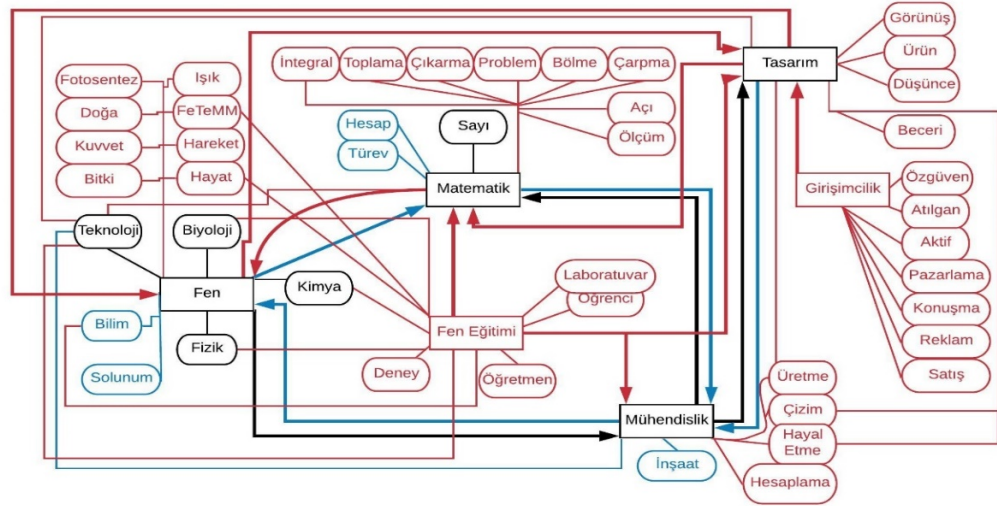 Görünüş
İntegral
Toplama
Çıkarma
Problem
Bölme
Çarpma
Tasarım
Ürün
Fotosentez
Işık
Düşünce
Doğa
FeTeMM
Açı
Hesap
Sayı
Beceri
Kuvvet
Hareket
Ölçüm
Türev
Bitki
Hayat
Matematik
Girişimcilik
Özgüven
Atılgan
Teknoloji
Biyoloji
Aktif
Laboratuvar
Pazarlama
Fen
Kimya
Öğrenci
Konuşma
Bilim
Fizik
Fen Eğitimi
Reklam
Solunum
Deney
Öğretmen
Satış
Üretme
Mühendislik
Çizim
Hayal
Etme
İnşaat
Hesaplama